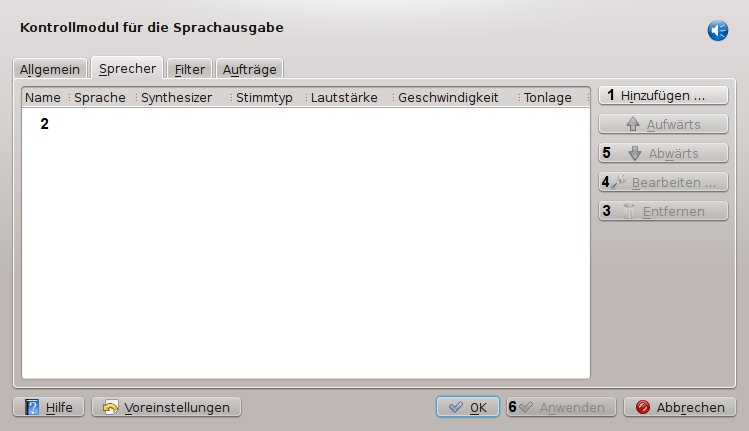 Kontrollmodul für die Sprachausgabe
Allgemein Sprecher Filter Aufträge
Name Sprache Synthesizer Stimmtyp Lautstärke Geschwindigkeit Tonlage
1 Hinzufügen ...
2
Aufwärts
5 Abwärts
4 Bearbeiten ...
3 Entfernen
Hilfe Voreinstellungen OK 6 Anwenden Abbrechen